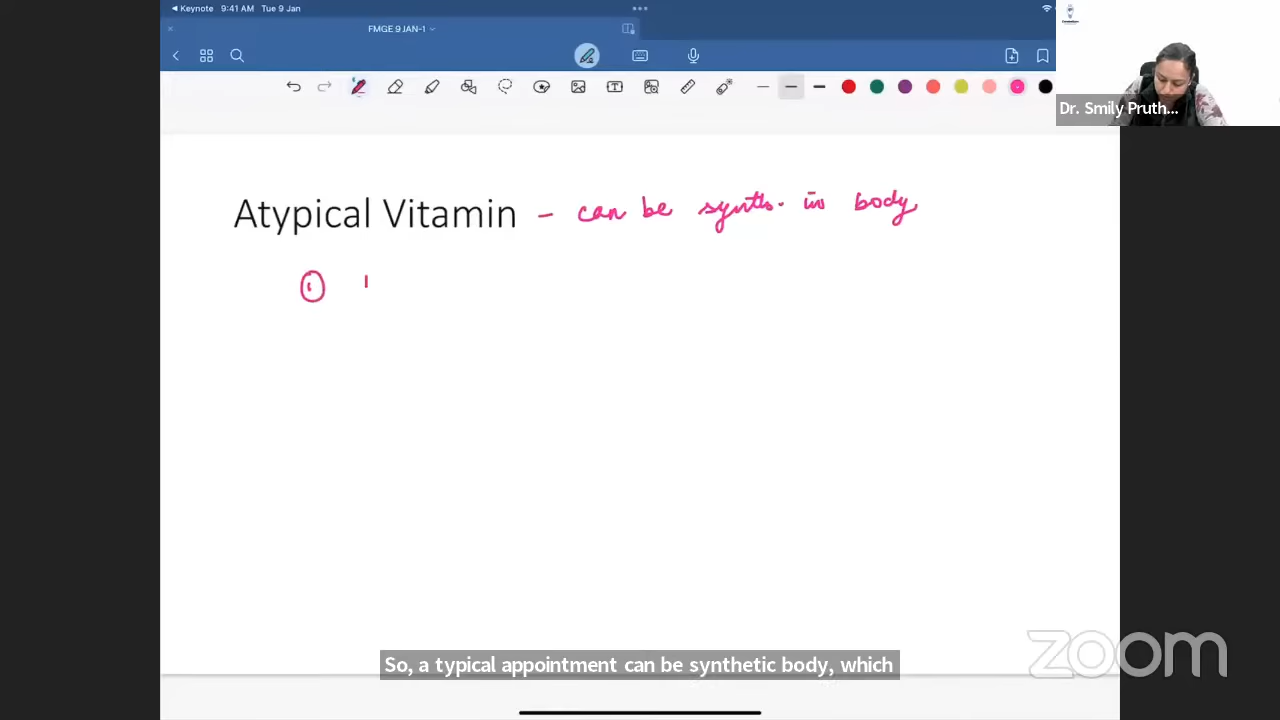 Keynote 9:41 AM Tue 9 Jan
FMGE 9 JAN-1
Dr. Smily Pruth...
Atypical Vitamin - can be synth. in body
①
So, a typical appointment can be synthetic body, which
zoom